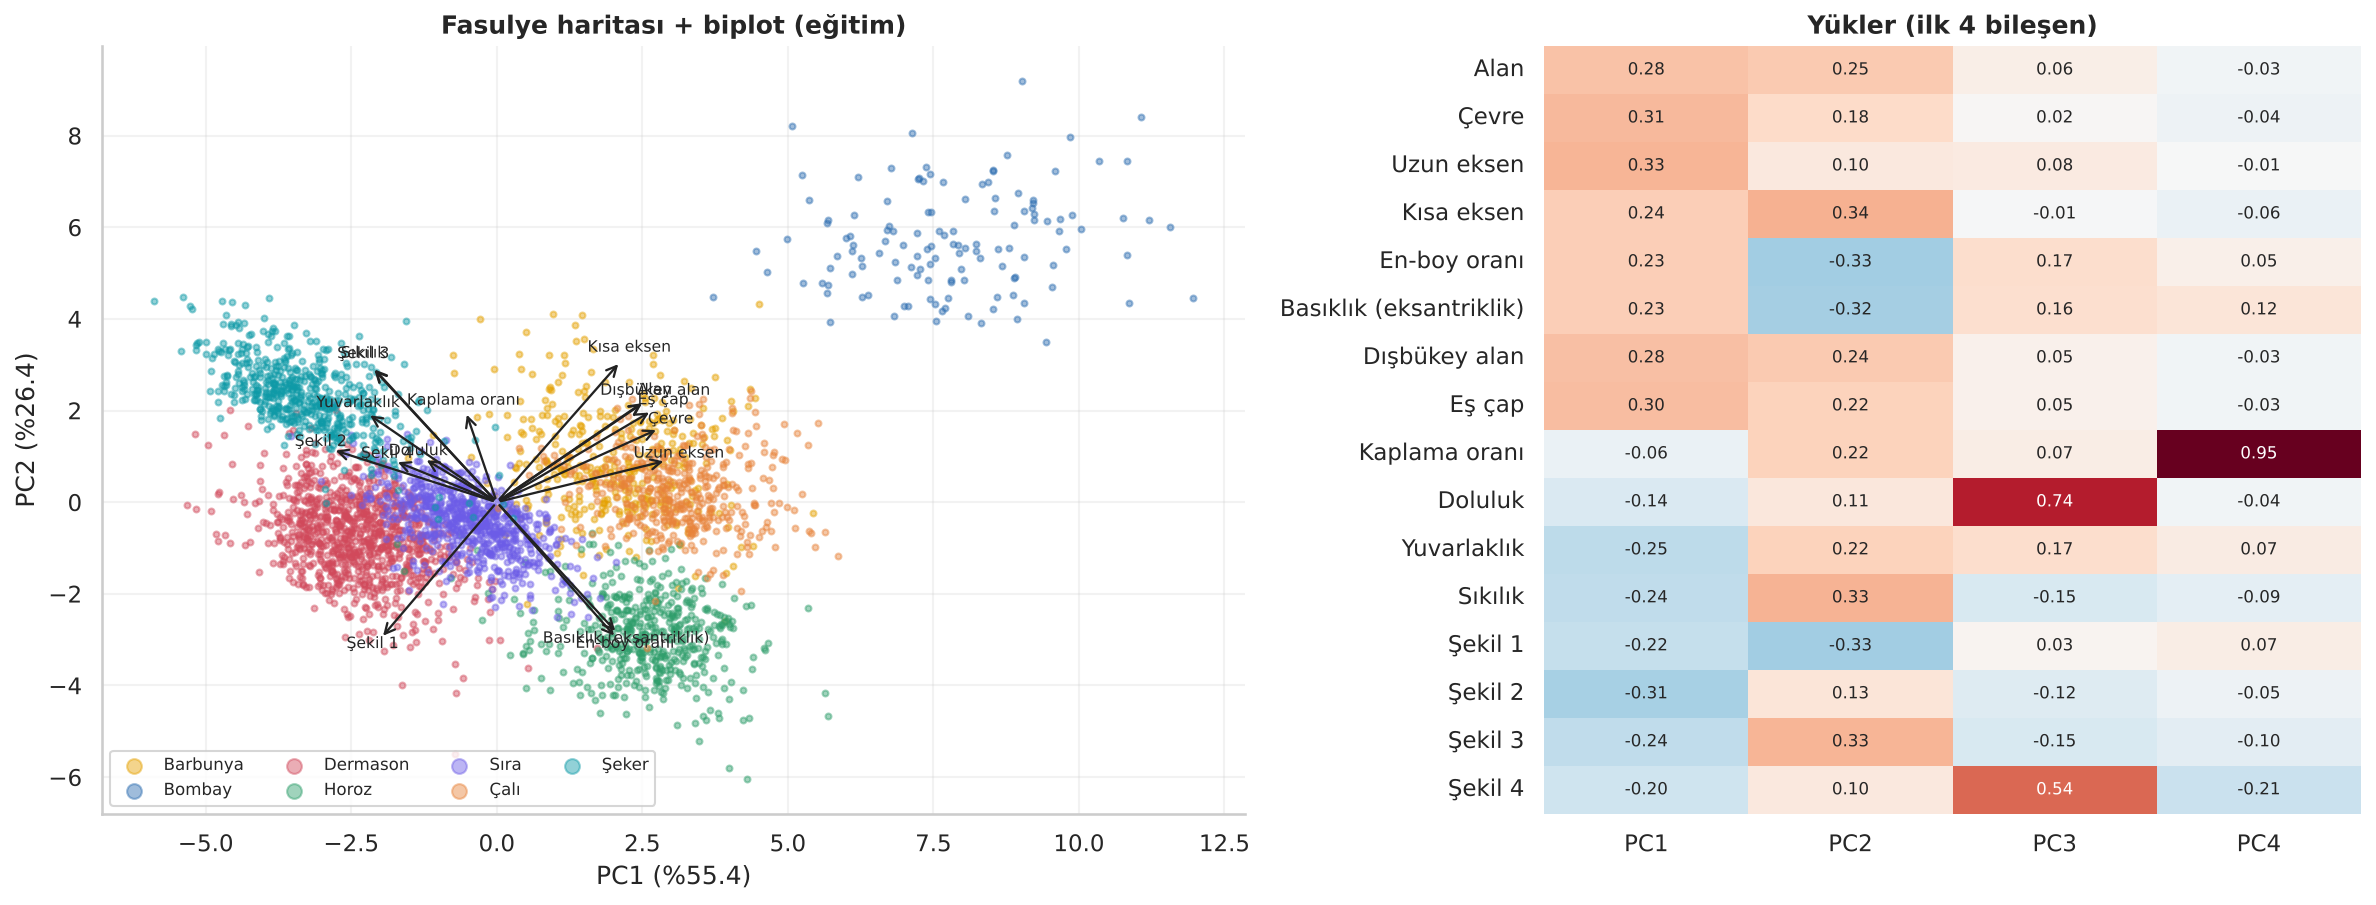 Fasulye haritası + biplot (eğitim)
PC2 (%26.4)
8
6
4
2
0
−2
−4
−6
Kısa eksen
Şekil 3
Sıkılık
Dışbükey alan
Alan
Eş çap
Yuvarlaklık
Kaplama oranı
Çevre
Şekil 2
Şekil 4
Doluluk
Uzun eksen
Şekil 1
Basıklık (eksantriklik)
En-boy oranı
Barbunya Dermason Sıra Şeker
Bombay Horoz Çalı
−5.0 −2.5 0.0 2.5 5.0 7.5 10.0 12.5
PC1 (%55.4)
Yükler (ilk 4 bileşen)
Alan 0.28 0.25 0.06 -0.03
Çevre 0.31 0.18 0.02 -0.04
Uzun eksen 0.33 0.10 0.08 -0.01
Kısa eksen 0.24 0.34 -0.01 -0.06
En-boy oranı 0.23 -0.33 0.17 0.05
Basıklık (eksantriklik) 0.23 -0.32 0.16 0.12
Dışbükey alan 0.28 0.24 0.05 -0.03
Eş çap 0.30 0.22 0.05 -0.03
Kaplama oranı -0.06 0.22 0.07 0.95
Doluluk -0.14 0.11 0.74 -0.04
Yuvarlaklık -0.25 0.22 0.17 0.07
Sıkılık -0.24 0.33 -0.15 -0.09
Şekil 1 -0.22 -0.33 0.03 0.07
Şekil 2 -0.31 0.13 -0.12 -0.05
Şekil 3 -0.24 0.33 -0.15 -0.10
Şekil 4 -0.20 0.10 0.54 -0.21
PC1 PC2 PC3 PC4